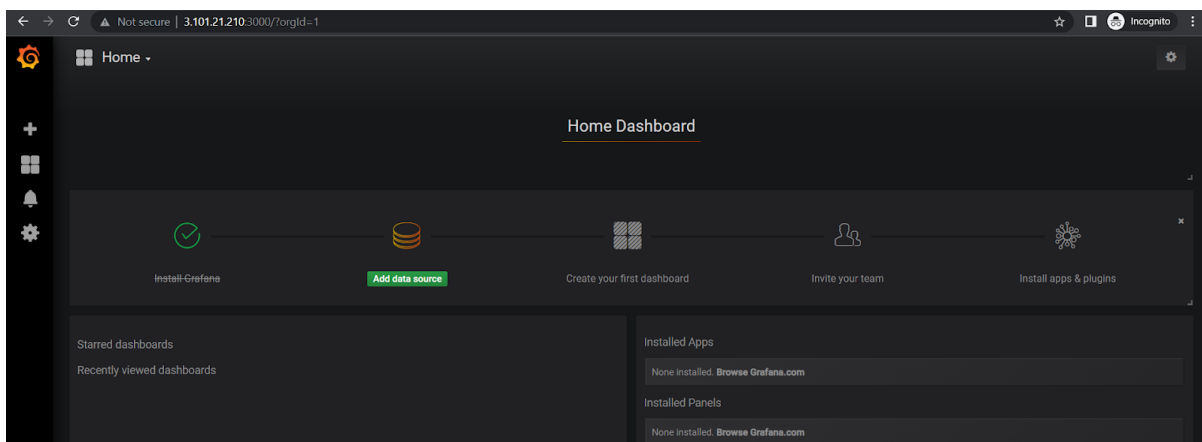 Not secure | 3.101.21.210:3000/?orgId=1
Incognito
Home
Home Dashboard
Install Grafana
Add data source
Create your first dashboard
Invite your team
Install apps & plugins
Starred dashboards
Recently viewed dashboards
Installed Apps
None installed. Browse Grafana.com
Installed Panels
None installed. Browse Grafana.com